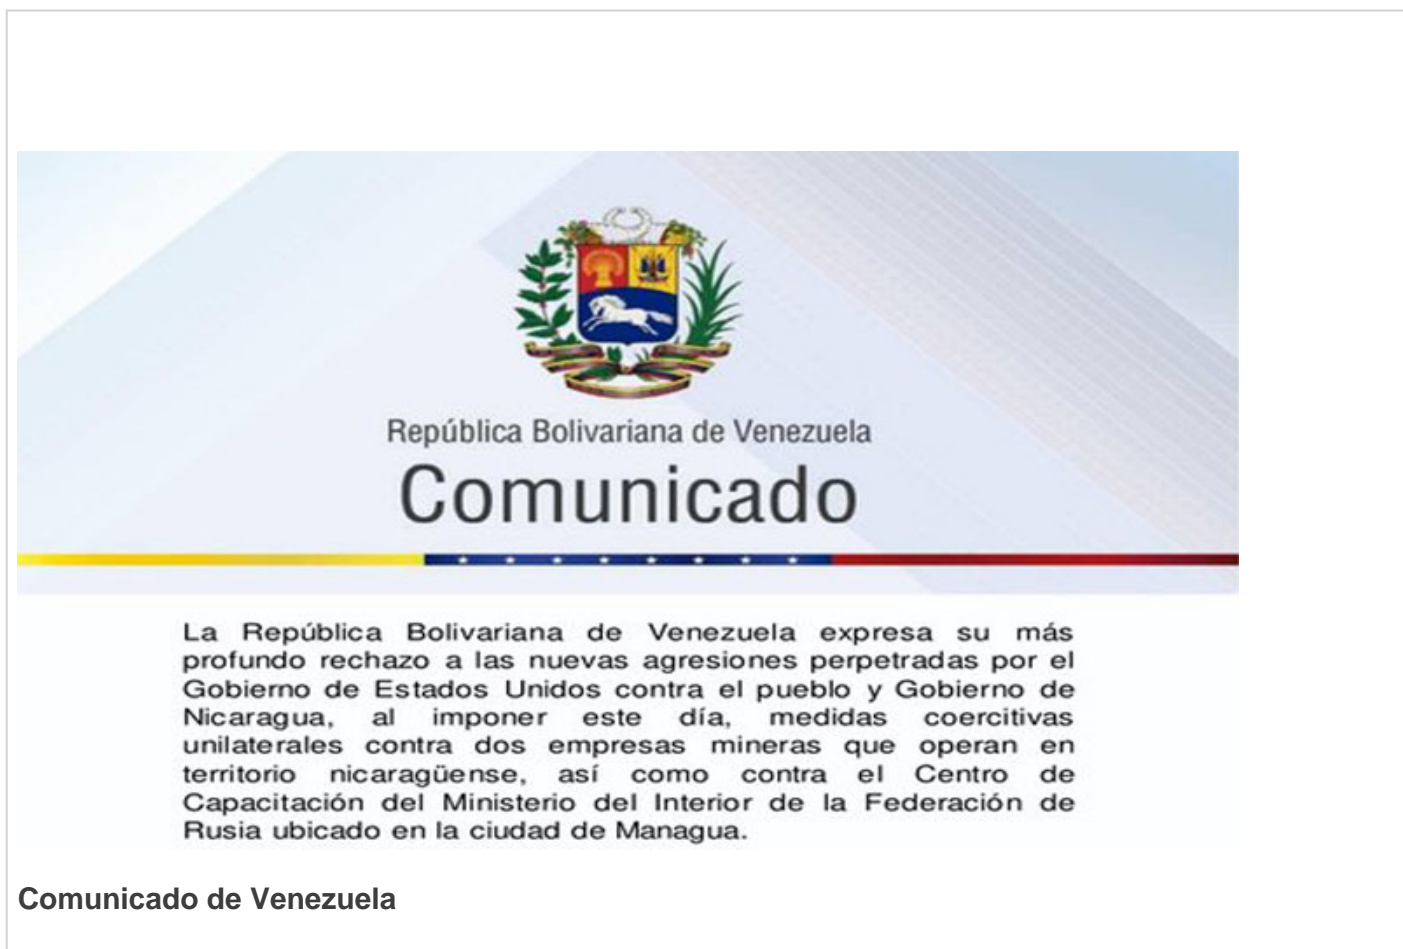 República Bolivariana de Venezuela
Comunicado
La República Bolivariana de Venezuela expresa su más
profundo rechazo a las nuevas agresiones perpetradas por el
Gobierno de Estados Unidos contra el pueblo y Gobierno de
Nicaragua, al imponer este día, medidas coercitivas
unilaterales contra dos empresas mineras que operan en
territorio nicaragüense, así como contra el Centro de
Capacitación del Ministerio del Interior de la Federación de
Rusia ubicado en la ciudad de Managua.
Comunicado de Venezuela